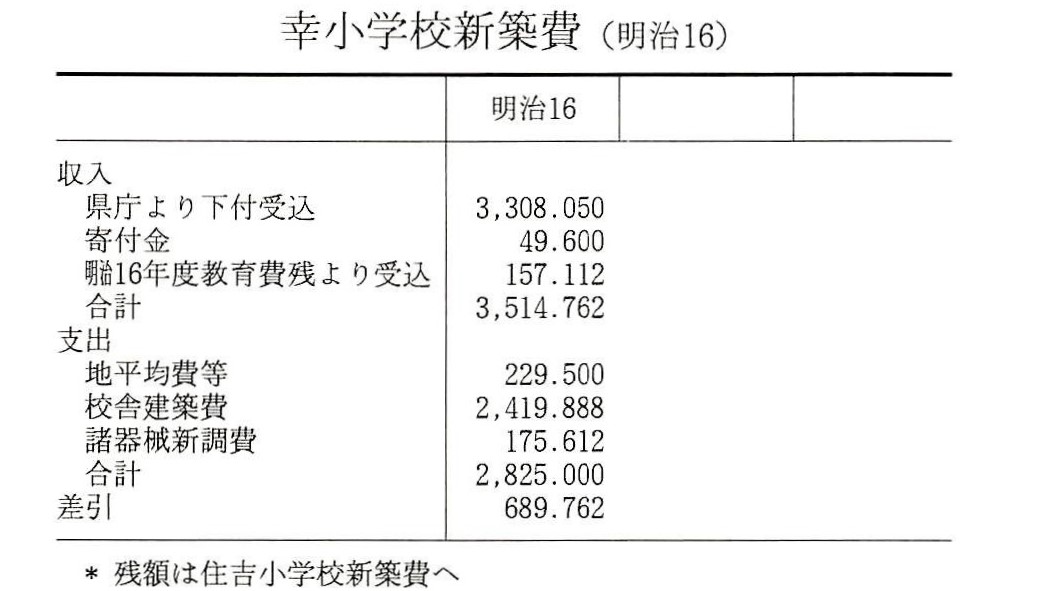 幸小学校新築費（明治16）
明治16
収入
県庁より下付受込 3,308.050
寄付金 49.600
明治16年度教育費残より受込 157.112
合計 3,514.762
支出
地平均費等 229.500
校舎建築費 2,419.888
諸器械新調費 175.612
合計 2,825.000
差引 689.762
* 残額は住吉小学校新築費へ